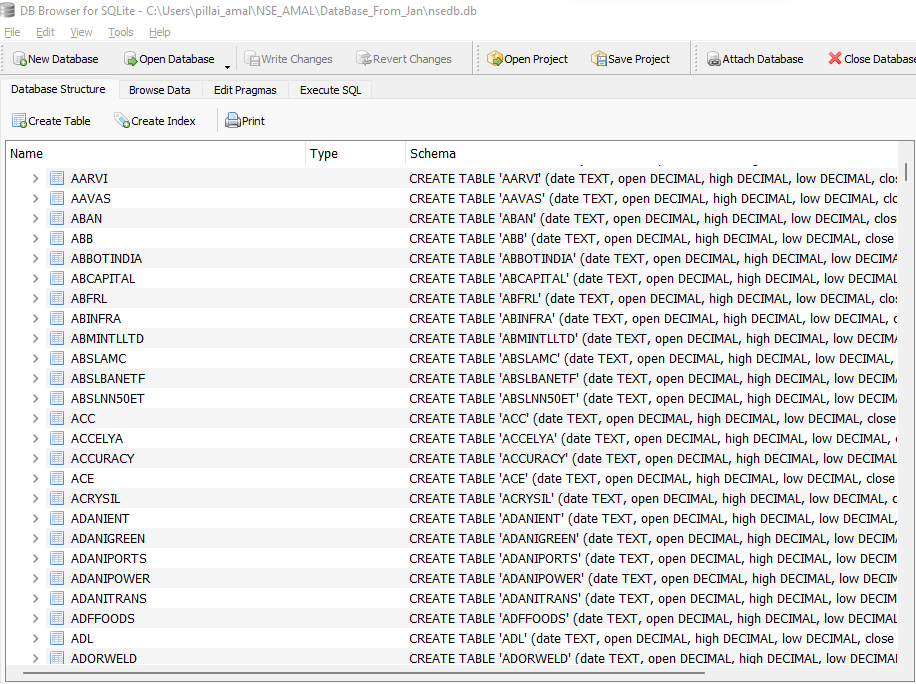 DB Browser for SQLite - C:\Users\pillai_amal\NSE_AMAL\DataBase_From_Jan\nsedb.db
File Edit View Tools Help
New Database Open Database Write Changes Revert Changes Open Project Save Project Attach Database Close Database
Database Structure Browse Data Edit Pragmas Execute SQL
Create Table Create Index Print
Name Type Schema
AARVI CREATE TABLE 'AARVI' (date TEXT, open DECIMAL, high DECIMAL, low DECIMAL, clos
AAVAS CREATE TABLE 'AAVAS' (date TEXT, open DECIMAL, high DECIMAL, low DECIMAL, clo
ABAN CREATE TABLE 'ABAN' (date TEXT, open DECIMAL, high DECIMAL, low DECIMAL, close
ABB CREATE TABLE 'ABB' (date TEXT, open DECIMAL, high DECIMAL, low DECIMAL, close
ABBOTINDIA CREATE TABLE 'ABBOTINDIA' (date TEXT, open DECIMAL, high DECIMAL, low DECIMA
ABCAPITAL CREATE TABLE 'ABCAPITAL' (date TEXT, open DECIMAL, high DECIMAL, low DECIMAL,
ABFRL CREATE TABLE 'ABFRL' (date TEXT, open DECIMAL, high DECIMAL, low DECIMAL, clos
ABINFRA CREATE TABLE 'ABINFRA' (date TEXT, open DECIMAL, high DECIMAL, low DECIMAL, c
ABMINTLLTD CREATE TABLE 'ABMINTLLTD' (date TEXT, open DECIMAL, high DECIMAL, low DECIMA
ABSLAMC CREATE TABLE 'ABSLAMC' (date TEXT, open DECIMAL, high DECIMAL, low DECIMAL,
ABSLBANETF CREATE TABLE 'ABSLBANETF' (date TEXT, open DECIMAL, high DECIMAL, low DECIMA
ABSLNN50ET CREATE TABLE 'ABSLNN50ET' (date TEXT, open DECIMAL, high DECIMAL, low DECIMA
ACC CREATE TABLE 'ACC' (date TEXT, open DECIMAL, high DECIMAL, low DECIMAL, close
ACCELYA CREATE TABLE 'ACCELYA' (date TEXT, open DECIMAL, high DECIMAL, low DECIMAL,
ACCURACY CREATE TABLE 'ACCURACY' (date TEXT, open DECIMAL, high DECIMAL, low DECIMAL,
ACE CREATE TABLE 'ACE' (date TEXT, open DECIMAL, high DECIMAL, low DECIMAL, close
ACRYSIL CREATE TABLE 'ACRYSIL' (date TEXT, open DECIMAL, high DECIMAL, low DECIMAL, c
ADANIENT CREATE TABLE 'ADANIENT' (date TEXT, open DECIMAL, high DECIMAL, low DECIMAL,
ADANIGREEN CREATE TABLE 'ADANIGREEN' (date TEXT, open DECIMAL, high DECIMAL, low DECIMA
ADANIPORTS CREATE TABLE 'ADANIPORTS' (date TEXT, open DECIMAL, high DECIMAL, low DECIM
ADANIPOWER CREATE TABLE 'ADANIPOWER' (date TEXT, open DECIMAL, high DECIMAL, low DECIM
ADANITRANS CREATE TABLE 'ADANITRANS' (date TEXT, open DECIMAL, high DECIMAL, low DECIMA
ADFFOODS CREATE TABLE 'ADFFOODS' (date TEXT, open DECIMAL, high DECIMAL, low DECIMAL,
ADL CREATE TABLE 'ADL' (date TEXT, open DECIMAL, high DECIMAL, low DECIMAL, close
ADORWELD CREATE TABLE 'ADORWELD' (date TEXT, open DECIMAL, high DECIMAL, low DECIMAL